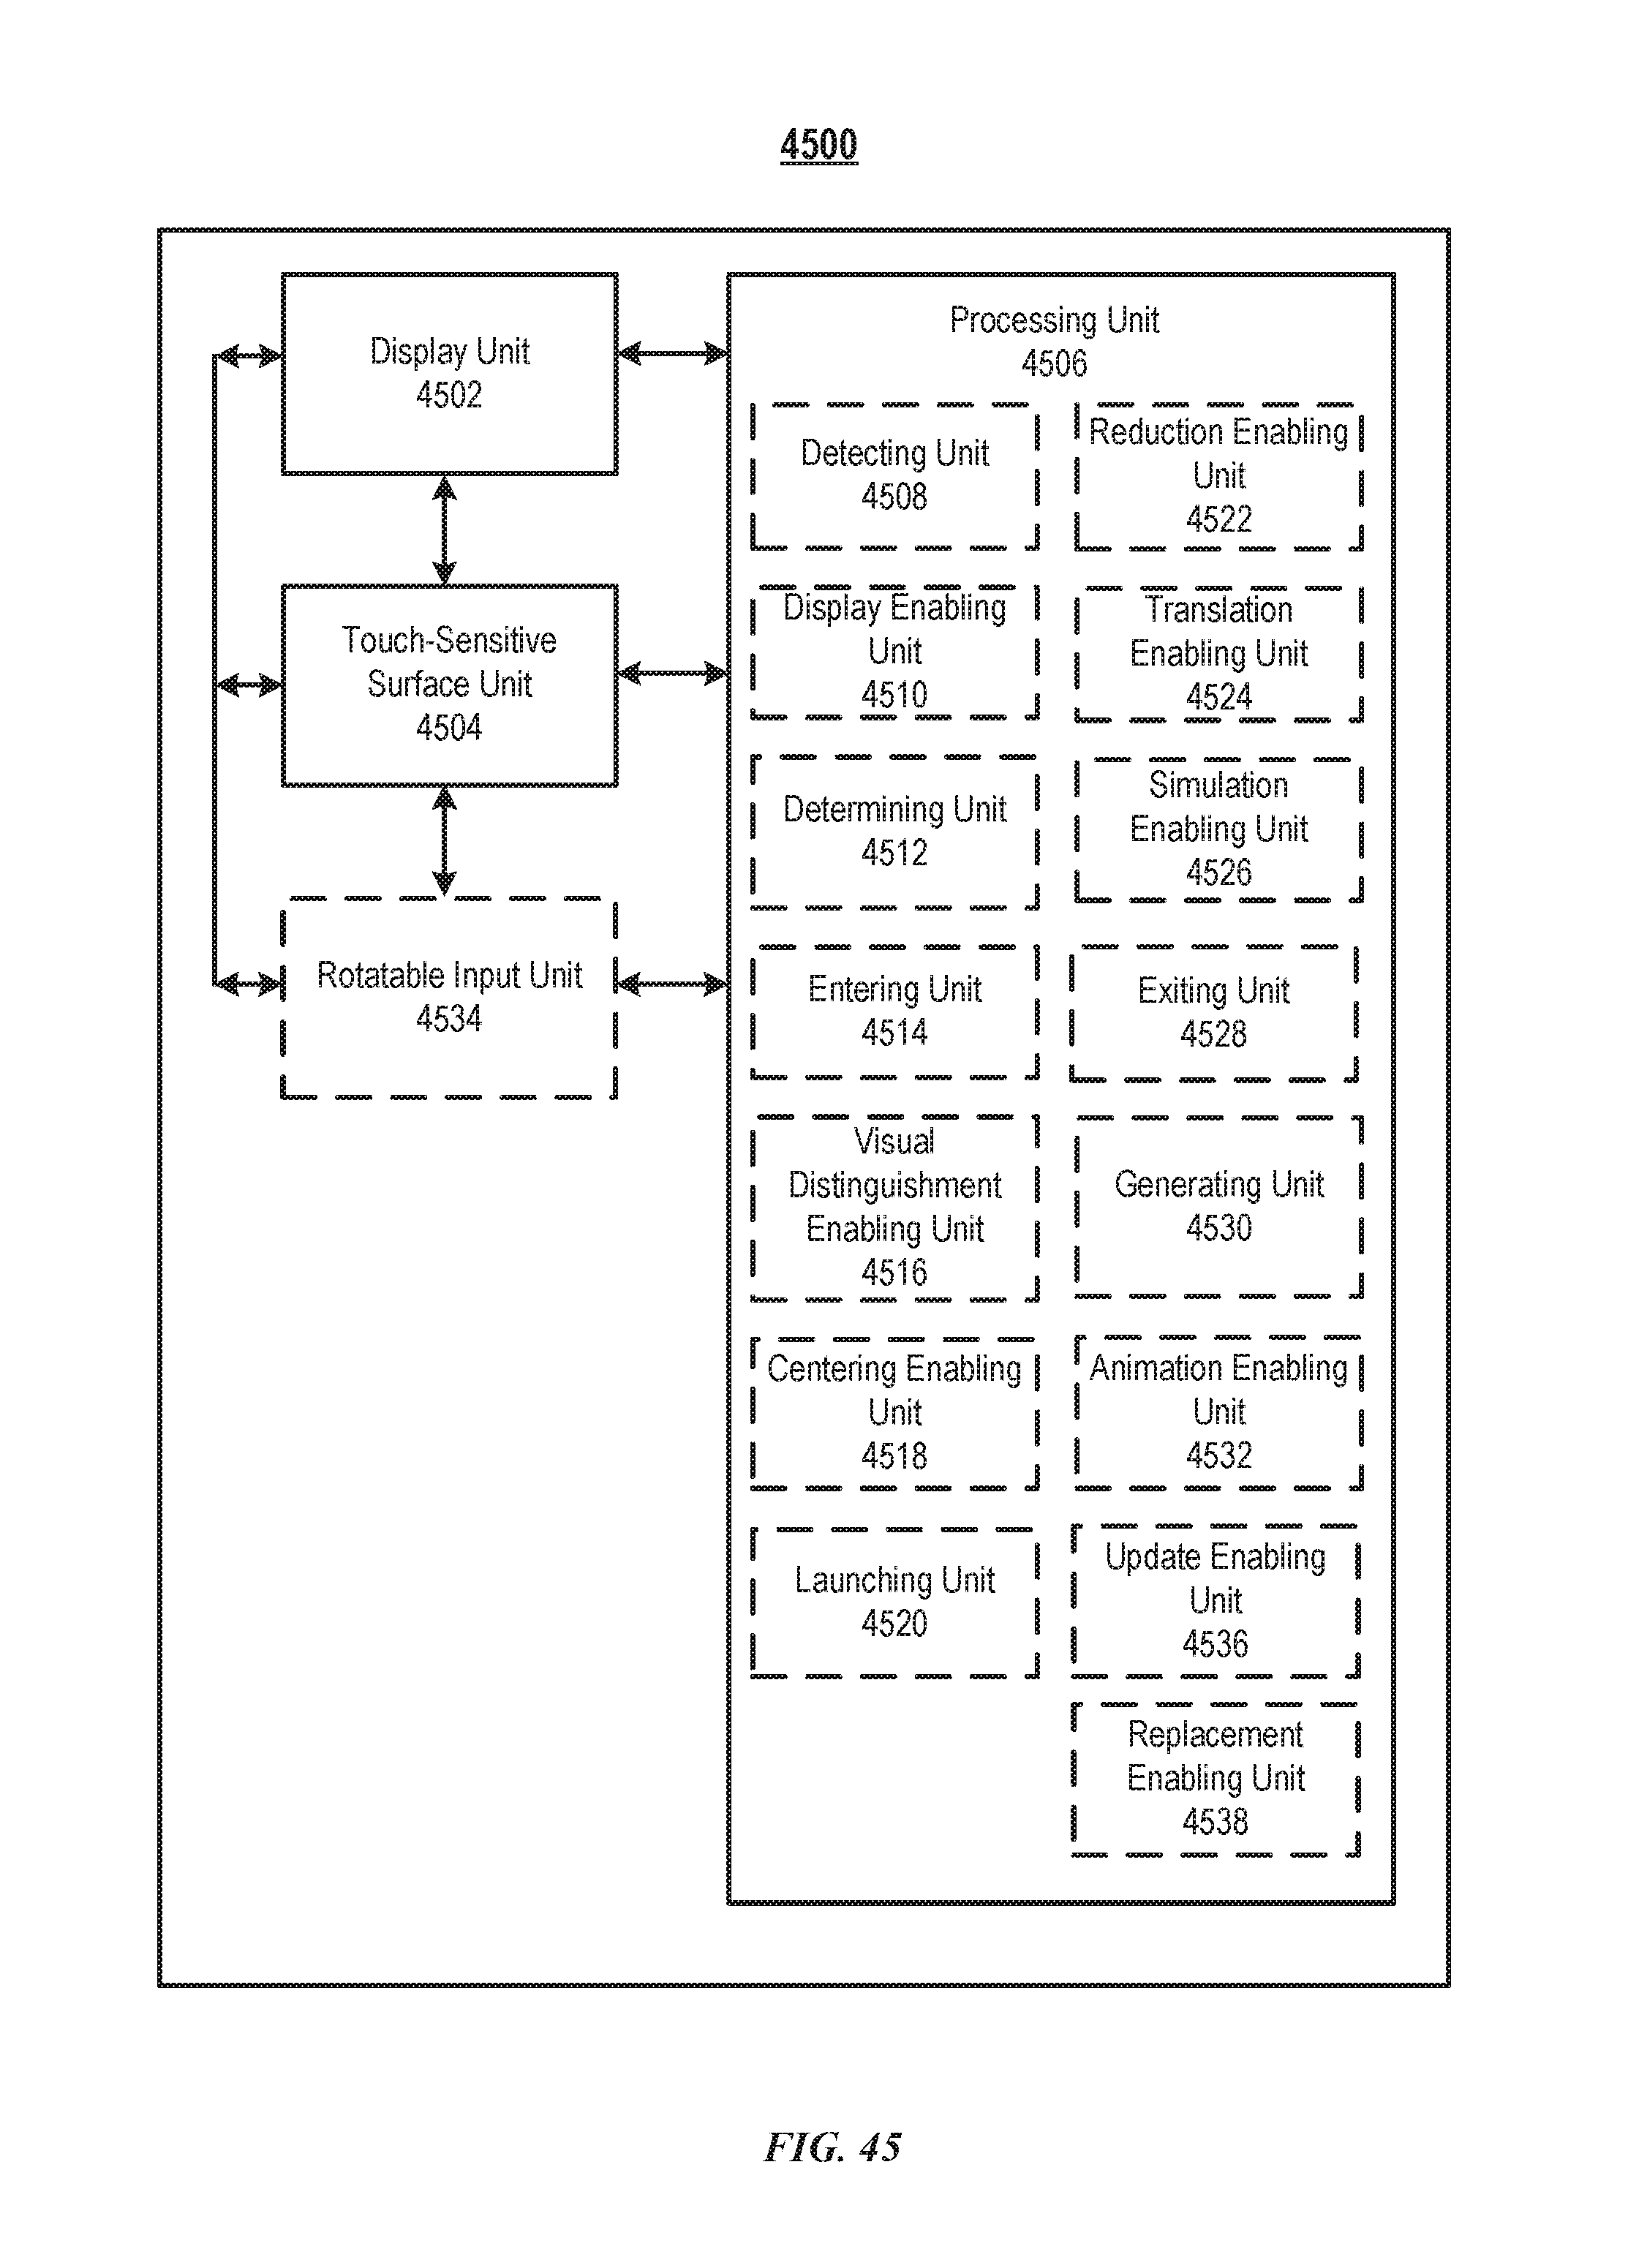 4500
Display Unit
4502
Touch-Sensitive
Surface Unit
4504
Rotatable Input Unit
4534
Processing Unit
4506
Detecting Unit
4508
Display Enabling
Unit
4510
Determining Unit
4512
Entering Unit
4514
Visual
Distinguishment
Enabling Unit
4516
Centering Enabling
Unit
4518
Launching Unit
4520
Reduction Enabling
Unit
4522
Translation
Enabling Unit
4524
Simulation
Enabling Unit
4526
Exiting Unit
4528
Generating Unit
4530
Animation Enabling
Unit
4532
Update Enabling
Unit
4536
Replacement
Enabling Unit
4538
FIG. 45